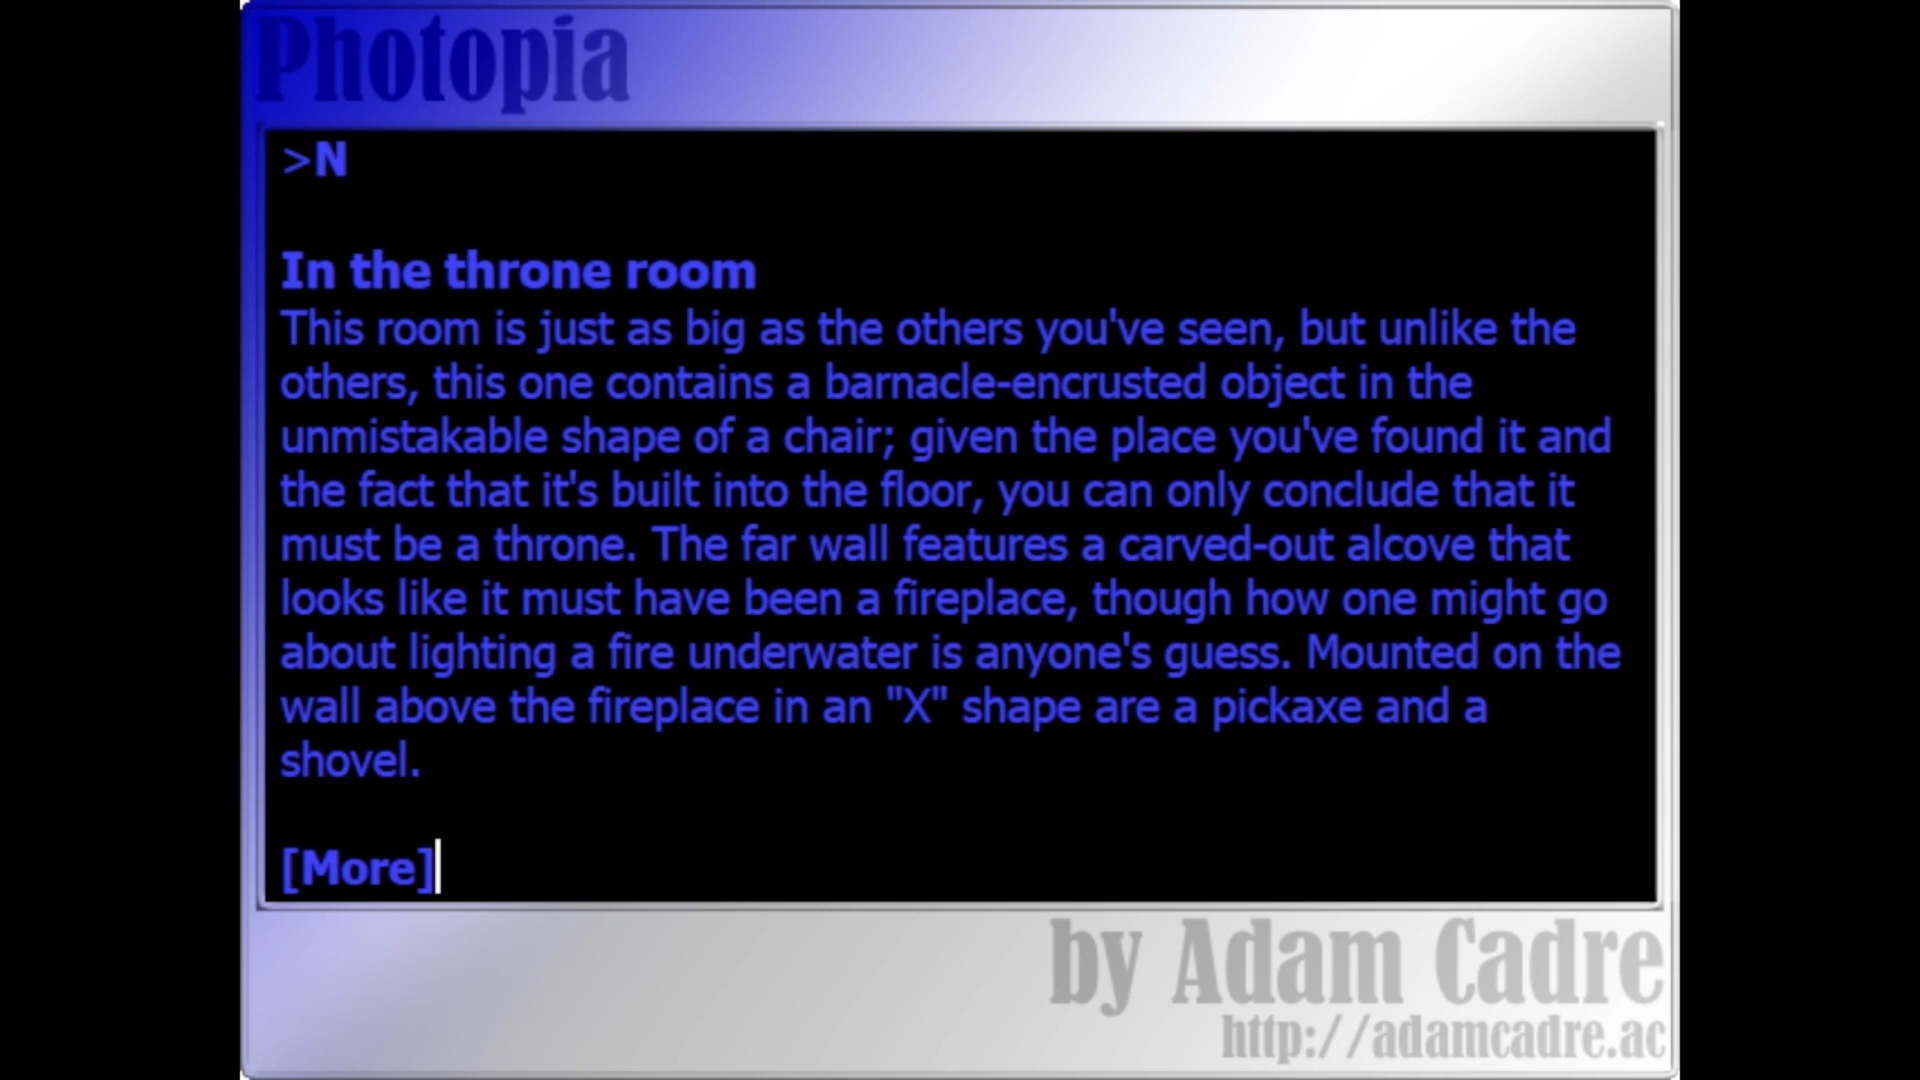 Photopia
>N
In the throne room
This room is just as big as the others you've seen, but unlike the
others, this one contains a barnacle-encrusted object in the
unmistakable shape of a chair; given the place you've found it and
the fact that it's built into the floor, you can only conclude that it
must be a throne. The far wall features a carved-out alcove that
looks like it must have been a fireplace, though how one might go
about lighting a fire underwater is anyone's guess. Mounted on the
wall above the fireplace in an "X" shape are a pickaxe and a
shovel.
[More]
by Adam Cadre
http://adamcadre.ac